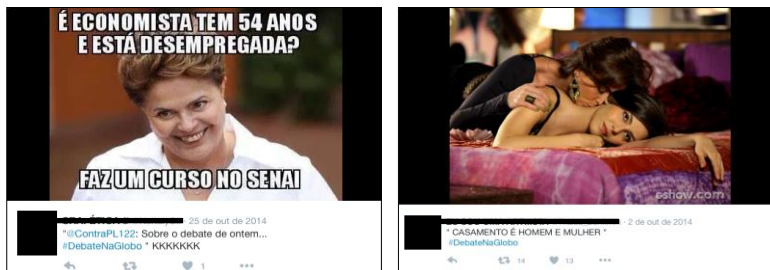 É ECONOMISTA TEM 54 ANOS
E ESTÁ DESEMPREGADA?
FAZ UM CURSO NO SENAI
· 25 de out de 2014
"@ContraPL122: Sobre o debate de ontem...
#DebateNaGlobo " KKKKKKK
1
eshow.com
· 2 de out de 2014
" CASAMENTO É HOMEM E MULHER "
#DebateNaGlobo
14 13